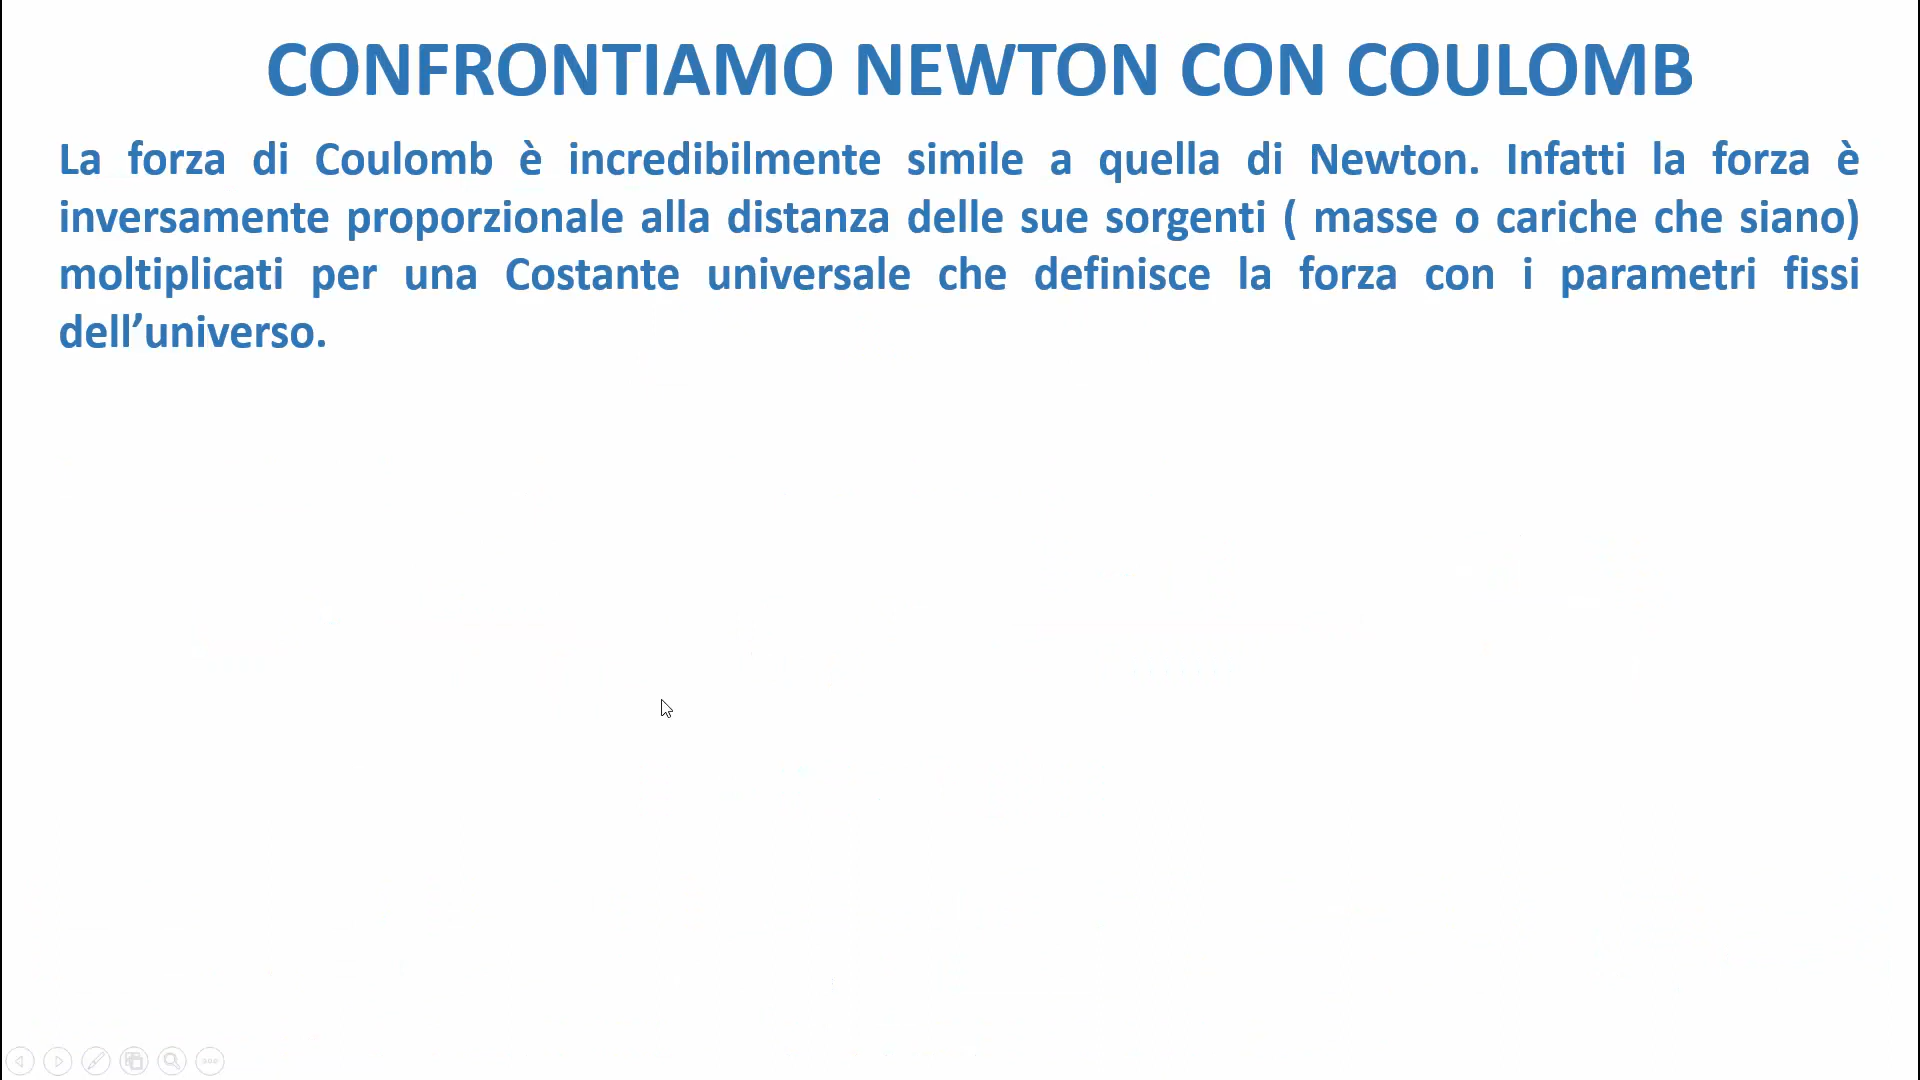 CONFRONTIAMO NEWTON CON COULOMB
La forza di Coulomb è incredibilmente simile a quella di Newton. Infatti la forza è
inversamente proporzionale alla distanza delle sue sorgenti ( masse o cariche che siano)
moltiplicati per una Costante universale che definisce la forza con i parametri fissi
dell’universo.